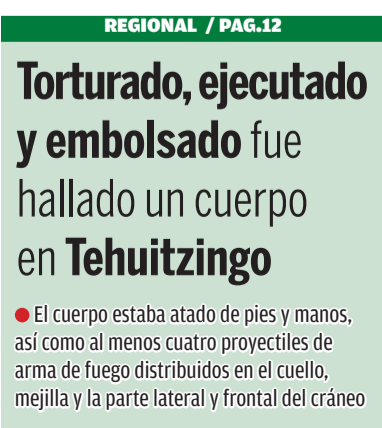 REGIONAL / PAG.12
Torturado, ejecutado
y embolsado fue
hallado un cuerpo
en Tehuitzingo
El cuerpo estaba atado de pies y manos,
así como al menos cuatro proyectiles de
arma de fuego distribuidos en el cuello,
mejilla y la parte lateral y frontal del cráneo